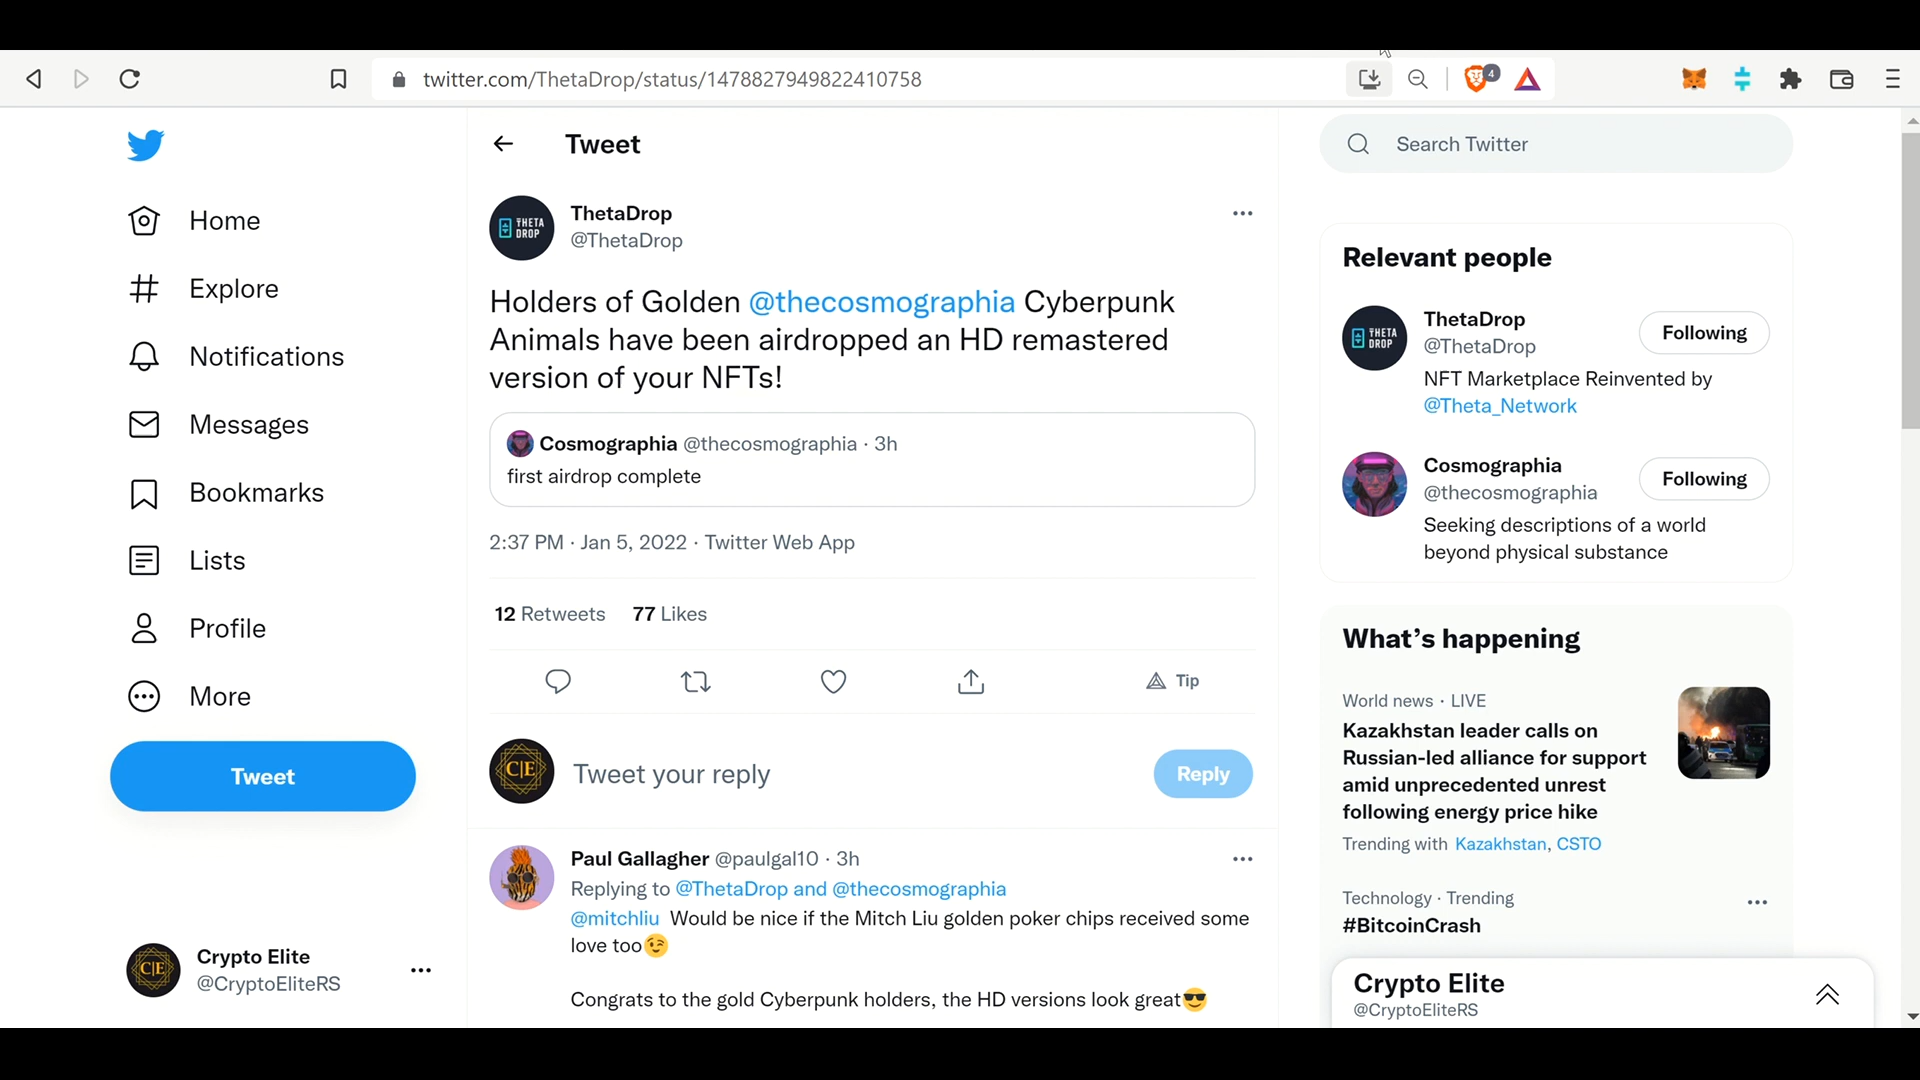 twitter.com/ThetaDrop/status/1478827949822410758
4
Home
Explore
Notifications
Messages
Bookmarks
Lists
Profile
More
Tweet
C|E
Crypto Elite
@CryptoEliteRS
Tweet
THETA
DROP
ThetaDrop
@ThetaDrop
Holders of Golden @thecosmographia Cyberpunk
Animals have been airdropped an HD remastered
version of your NFTs!
Cosmographia @thecosmographia · 3h
first airdrop complete
2:37 PM · Jan 5, 2022 · Twitter Web App
12 Retweets 77 Likes
Tip
C|E
Tweet your reply
Reply
Paul Gallagher @paulgal10 · 3h
Replying to @ThetaDrop and @thecosmographia
@mitchliu Would be nice if the Mitch Liu golden poker chips received some
love too😉
Congrats to the gold Cyberpunk holders, the HD versions look great😎
Search Twitter
Relevant people
THETA
DROP
ThetaDrop
@ThetaDrop
Following
NFT Marketplace Reinvented by
@Theta_Network
Cosmographia
@thecosmographia
Following
Seeking descriptions of a world
beyond physical substance
What's happening
World news · LIVE
Kazakhstan leader calls on
Russian-led alliance for support
amid unprecedented unrest
following energy price hike
Trending with Kazakhstan, CSTO
Technology · Trending
#BitcoinCrash
Crypto Elite
@CryptoEliteRS